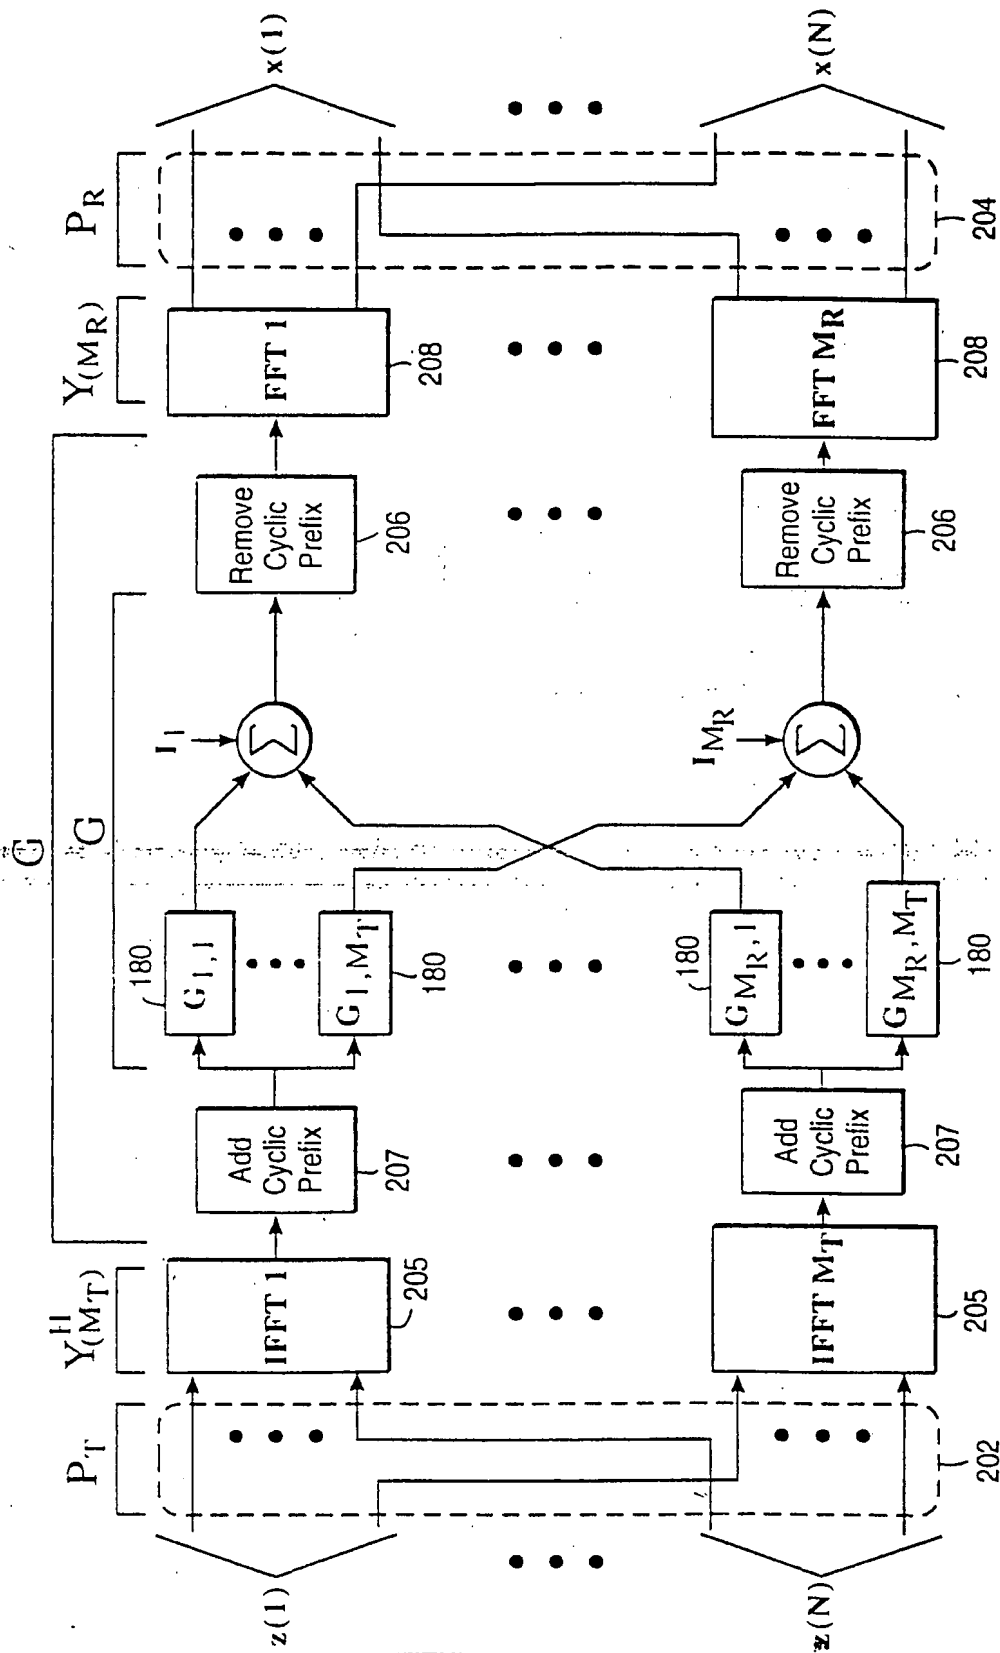 G
G
P_T
Y^H_(M_T)
Y_(M_R)
P_R
z(1)
IFFT 1
205
Add
Cyclic
Prefix
207
180
G_1,1
G_1,M_T
180
I_1
Σ
Remove
Cyclic
Prefix
206
FFT 1
208
x(1)
z(N)
202
IFFT M_T
205
Add
Cyclic
Prefix
207
180
G_M_R,1
G_M_R,M_T
180
I_M_R
Σ
Remove
Cyclic
Prefix
206
FFT M_R
208
204
x(N)